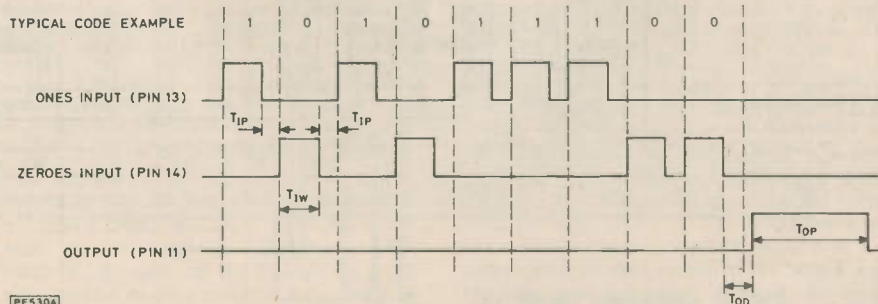 TYPICAL CODE EXAMPLE 1 0 1 0 1 1 1 0 0
ONES INPUT (PIN 13)
TIP TIP
ZEROES INPUT (PIN 14)
TIW
OUTPUT (PIN 11)
TOP
TOD
PE530A